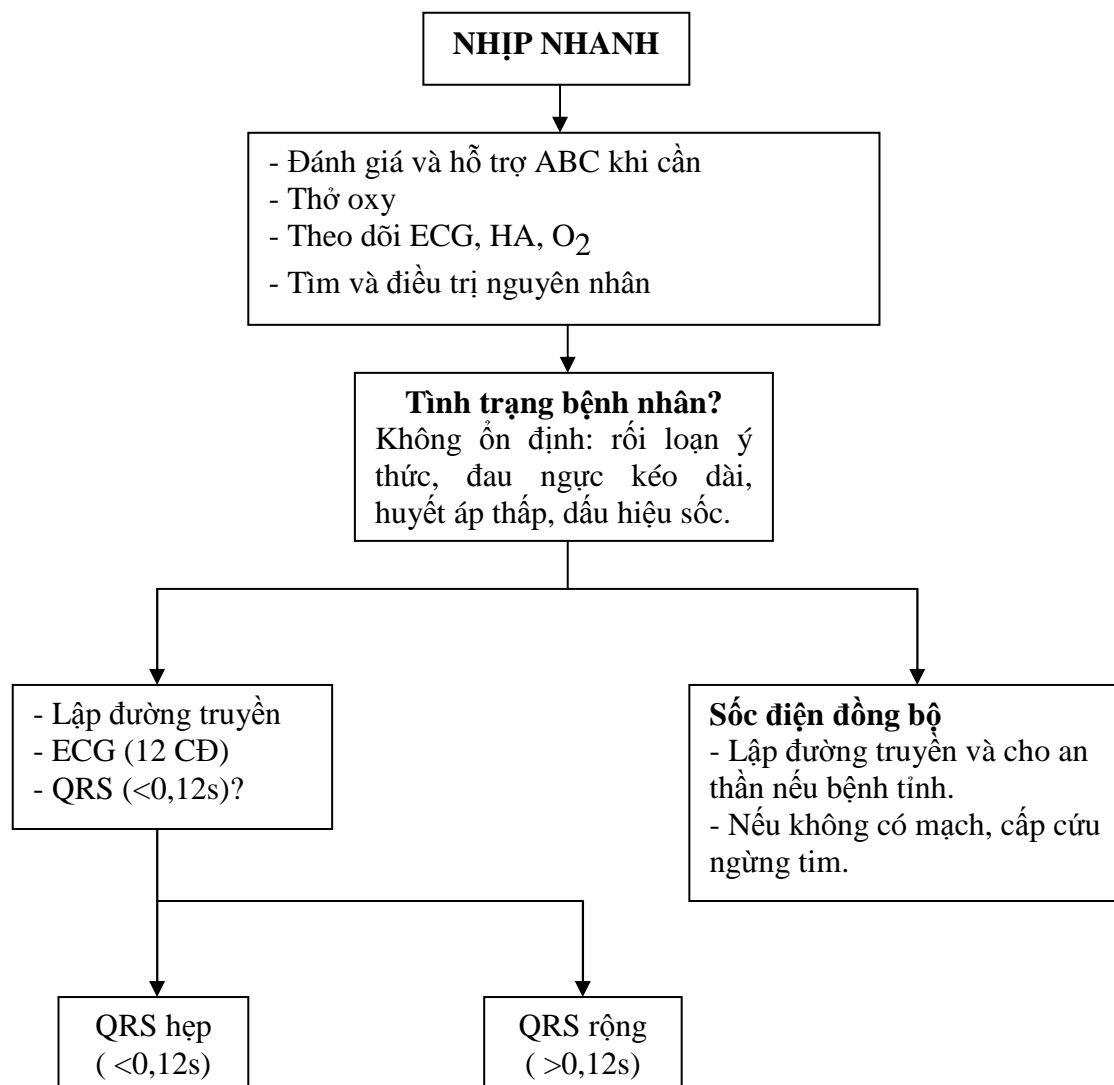 NHỊP NHANH
- Đánh giá và hỗ trợ ABC khi cần
- Thở oxy
- Theo dõi ECG, HA, O2
- Tìm và điều trị nguyên nhân
Tình trạng bệnh nhân?
Không ổn định: rối loạn ý
thức, đau ngực kéo dài,
huyết áp thấp, dấu hiệu sốc.
- Lập đường truyền
- ECG (12 CĐ)
- QRS (<0,12s)?
Sốc điện đồng bộ
- Lập đường truyền và cho an
thần nếu bệnh tỉnh.
- Nếu không có mạch, cấp cứu
ngừng tim.
QRS hẹp
( <0,12s)
QRS rộng
( >0,12s)